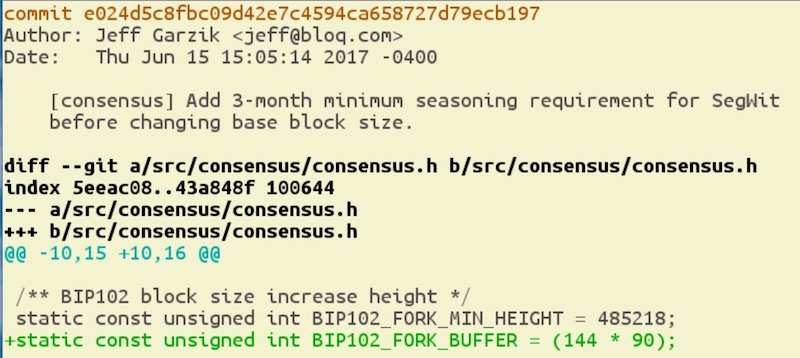 commit e024d5c8fbc09d42e7c4594ca658727d79ecb197
Author: Jeff Garzik <jeff@bloq.com>
Date:   Thu Jun 15 15:05:14 2017 -0400
[consensus] Add 3-month minimum seasoning requirement for SegWit
before changing base block size.
diff --git a/src/consensus/consensus.h b/src/consensus/consensus.h
index 5eeac08..43a848f 100644
--- a/src/consensus/consensus.h
+++ b/src/consensus/consensus.h
@@ -10,15 +10,16 @@
/** BIP102 block size increase height */
static const unsigned int BIP102_FORK_MIN_HEIGHT = 485218;
+static const unsigned int BIP102_FORK_BUFFER = (144 * 90);